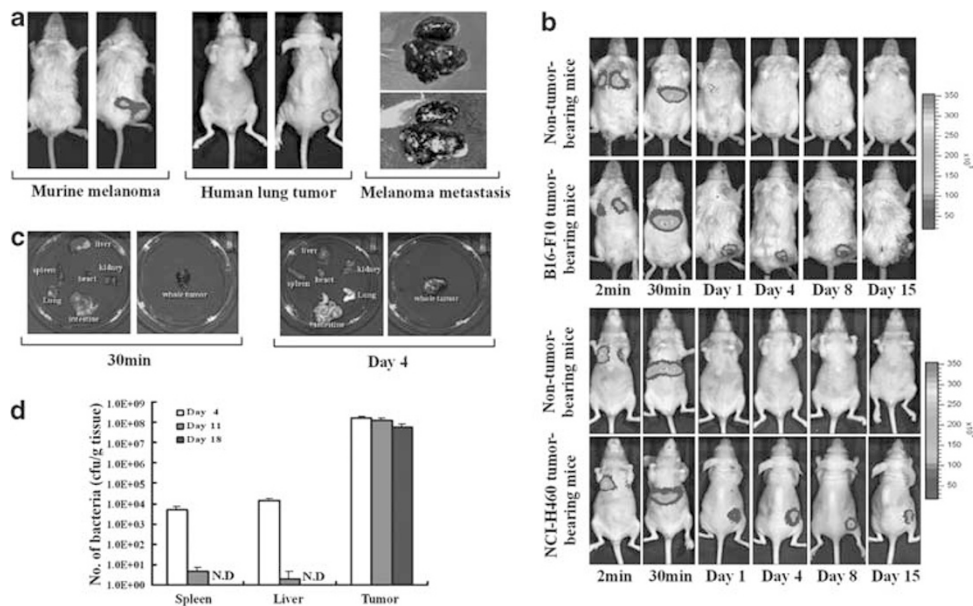 a
Murine melanoma
Human lung tumor
Melanoma metastasis
b
Non-tumor-
bearing mice
B16-F10 tumor-
bearing mice
2min 30min Day 1 Day 4 Day 8 Day 15
350
300
250
200
150
100
50
Non-tumor-
bearing mice
NCI-H460 tumor-
bearing mice
2min 30min Day 1 Day 4 Day 8 Day 15
350
300
250
200
150
100
50
c
liver
spleen
heart
kidney
Lung
intestine
whole tumor
30min
liver
spleen
heart
kidney
Lung
intestine
whole tumor
Day 4
d
No. of bacteria (cfu/g tissue)
1.0E+09
1.0E+08
1.0E+07
1.0E+06
1.0E+05
1.0E+04
1.0E+03
1.0E+02
1.0E+01
1.0E+00
Day 4
Day 11
Day 18
N.D
N.D
Spleen Liver Tumor